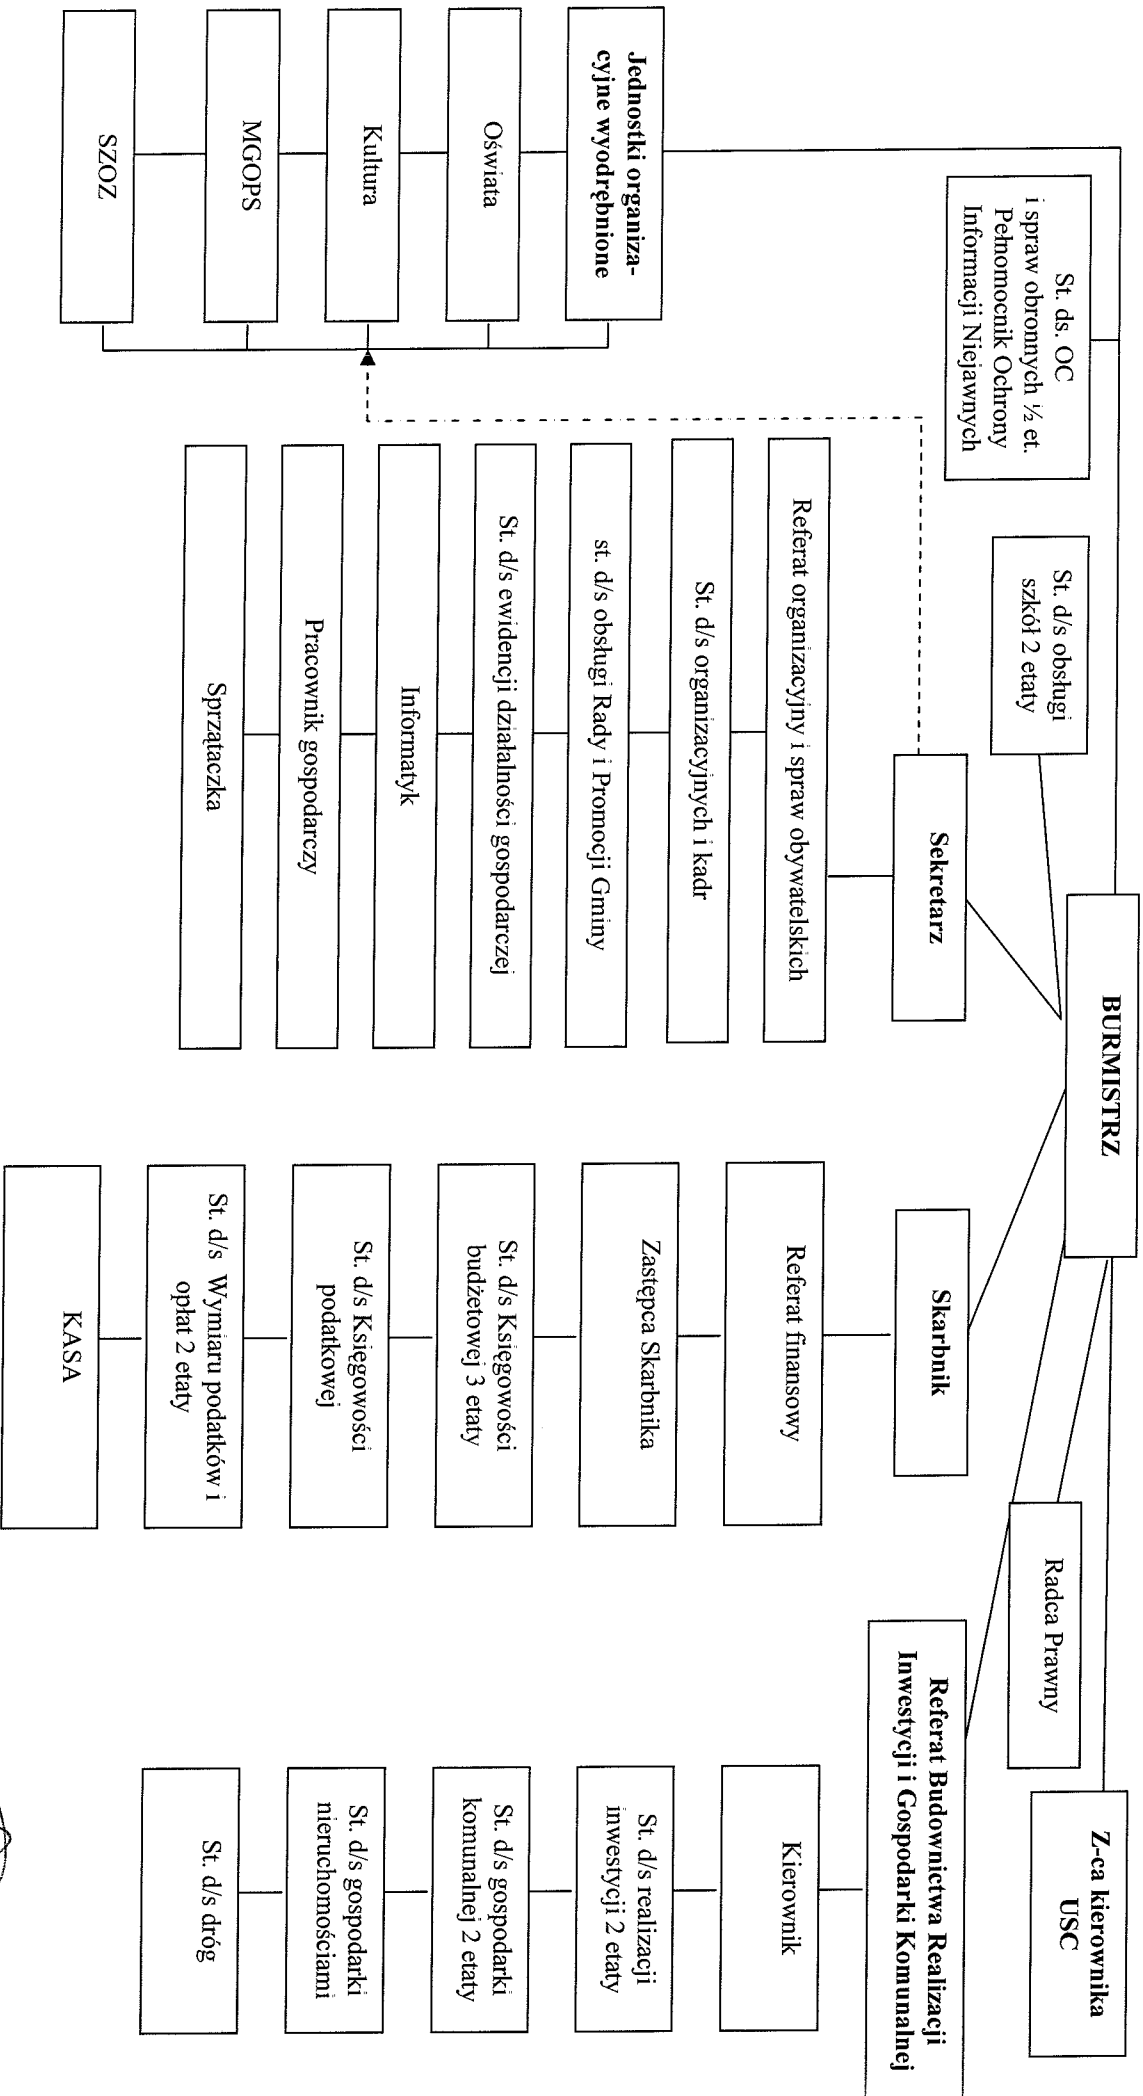 BURMISTRZ
St. ds. OC
i spraw obronnych ½ et.
Pełnomocnik Ochrony
Informacji Niejawnych
St. d/s obsługi
szkół 2 etaty
Radca Prawny
Z-ca kierownika
USC
Jednostki organiza-
cyjne wyodrębnione
Oświata
Kultura
MGOPS
SZOZ
Sekretarz
Referat organizacyjny i spraw obywatelskich
St. d/s organizacyjnych i kadr
st. d/s obsługi Rady i Promocji Gminy
St. d/s ewidencji działalności gospodarczej
Informatyk
Pracownik gospodarczy
Sprzątaczka
Skarbnik
Referat finansowy
Zastępca Skarbnika
St. d/s Księgowości
budżetowej 3 etaty
St. d/s Księgowości
podatkowej
St. d/s Wymiaru podatków i
opłat 2 etaty
KASA
Referat Budownictwa Realizacji
Inwestycji i Gospodarki Komunalnej
Kierownik
St. d/s realizacji
inwestycji 2 etaty
St. d/s gospodarki
komunalnej 2 etaty
St. d/s gospodarki
nieruchomościami
St. d/s dróg